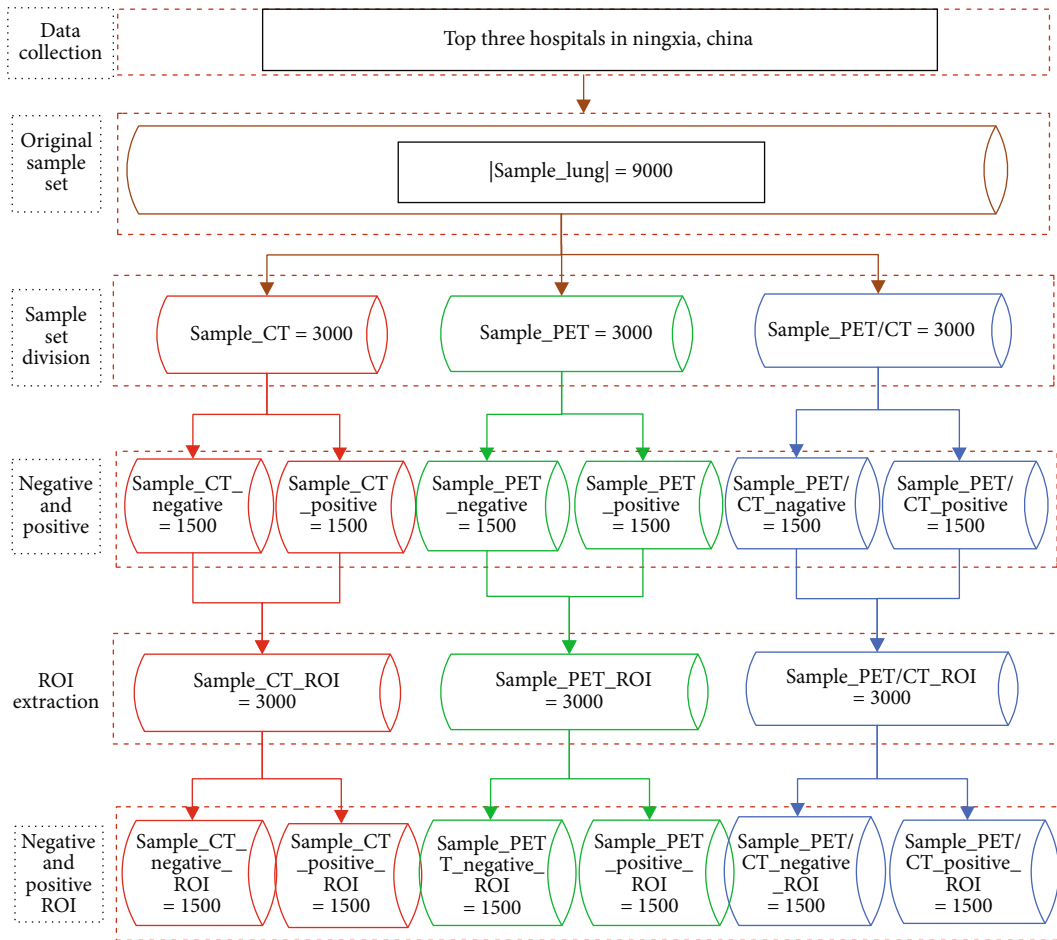 Data
collection
Top three hospitals in ningxia, china
Original
sample
set
|Sample_lung| = 9000
Sample
set
division
Sample_CT = 3000
Sample_PET = 3000
Sample_PET/CT = 3000
Negative
and
positive
Sample_CT_
negative
= 1500
Sample_CT
_positive
= 1500
Sample_PET
_negative
= 1500
Sample_PET
_positive
= 1500
Sample_PET/
CT_nagative
= 1500
Sample_PET/
CT_positive
= 1500
ROI
extraction
Sample_CT_ROI
= 3000
Sample_PET_ROI
= 3000
Sample_PET/CT_ROI
= 3000
Negative
and
positive
ROI
Sample_CT_
negative_
ROI
= 1500
Sample_CT
_positive_
ROI
= 1500
Sample_PET
T_negative_
ROI
= 1500
Sample_PET
_positive_
ROI
= 1500
Sample_PET/
CT_negative
_ROI
= 1500
Sample_PET/
CT_positive_
ROI
= 1500